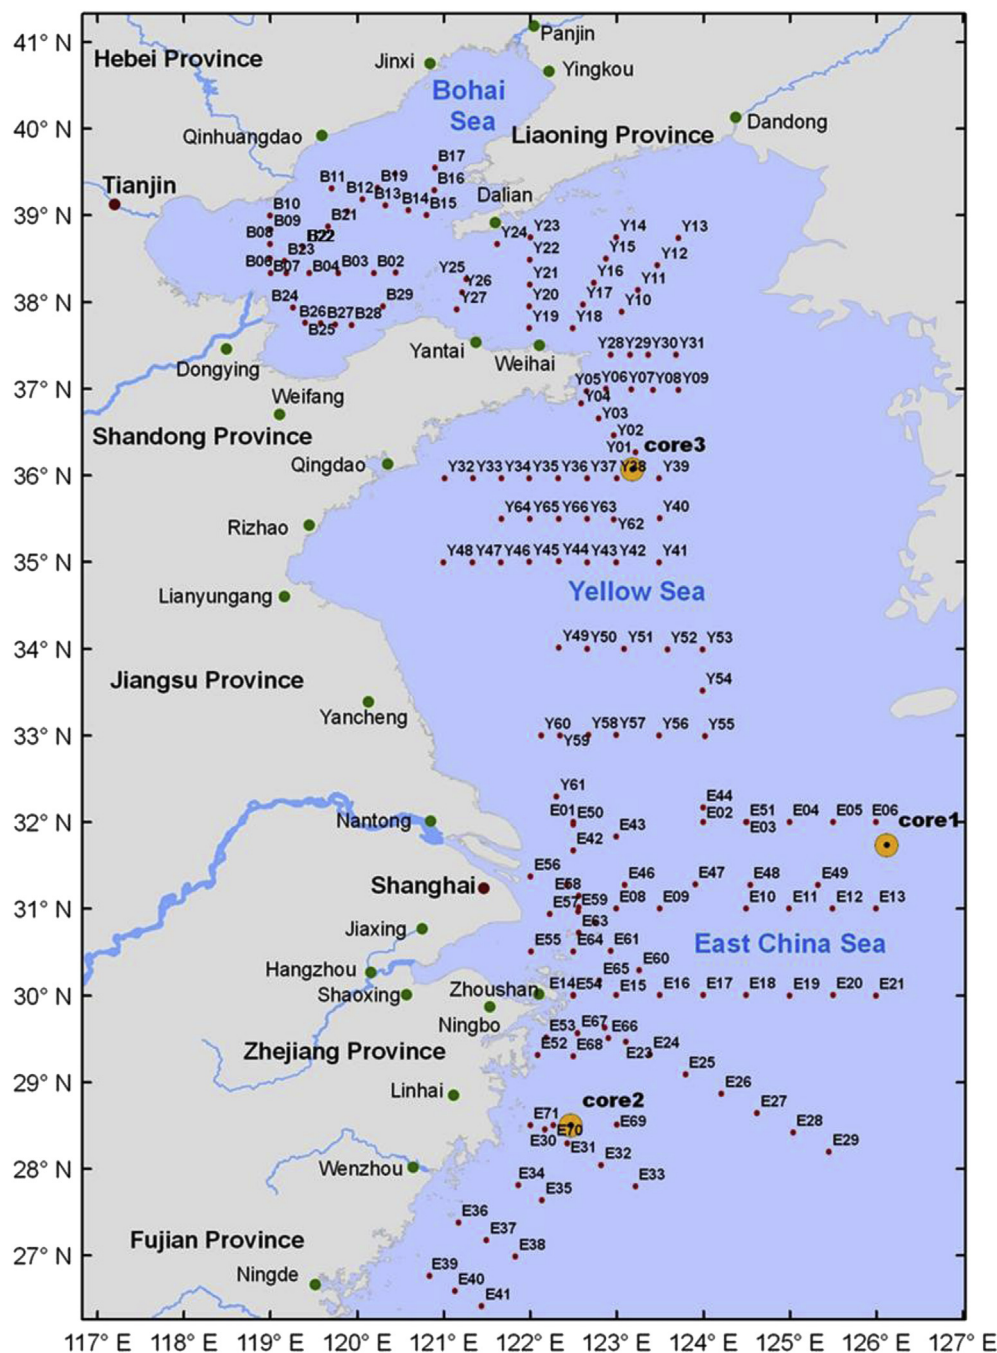 41° N
Panjin
Hebei Province
Jinxi
Yingkou
Bohai
Sea
40° N
Qinhuangdao
Liaoning Province
Dandong
B17
Tianjin
B11
B19
B16
B12
B13
B14
B15
Dalian
39° N
B10
B09
B21
B08
B22
B23
Y24
Y23
Y14
Y13
Y22
Y15
Y12
B06
B07
B04
B03
B02
Y25
Y26
Y21
Y16
Y11
38° N
B24
B29
Y27
Y20
Y17
Y10
B26
B27
B28
B25
Y19
Y18
Dongying
Yantai
Weihai
Y28
Y29
Y30
Y31
37° N
Weifang
Y05
Y06
Y07
Y08
Y09
Y04
Shandong Province
Y03
Y02
Y01
core3
Qingdao
36° N
Y32
Y33
Y34
Y35
Y36
Y37
Y38
Y39
Rizhao
Y64
Y65
Y66
Y63
Y62
Y40
35° N
Y48
Y47
Y46
Y45
Y44
Y43
Y42
Y41
Lianyungang
Yellow Sea
34° N
Y49
Y50
Y51
Y52
Y53
Jiangsu Province
Y54
Yancheng
33° N
Y60
Y59
Y58
Y57
Y56
Y55
Y61
32° N
Nantong
E01
E50
E44
E02
E51
E03
E04
E05
E06
core1
E42
E43
Shanghai
E56
E58
E46
E47
E48
E49
31° N
E57
E59
E08
E09
E10
E11
E12
E13
Jiaxing
E63
E55
E64
E61
East China Sea
Hangzhou
E60
E65
30° N
Shaoxing
Zhoushan
E14
E54
E15
E16
E17
E18
E19
E20
E21
Ningbo
E53
E67
E66
Zhejiang Province
E52
E68
E23
E24
29° N
Linhai
E25
E26
E27
core2
E71
E70
E69
E28
E30
E31
E29
28° N
Wenzhou
E32
E34
E35
E33
E36
E37
Fujian Province
27° N
E38
Ningde
E39
E40
E41
117° E
118° E
119° E
120° E
121° E
122° E
123° E
124° E
125° E
126° E
127° E